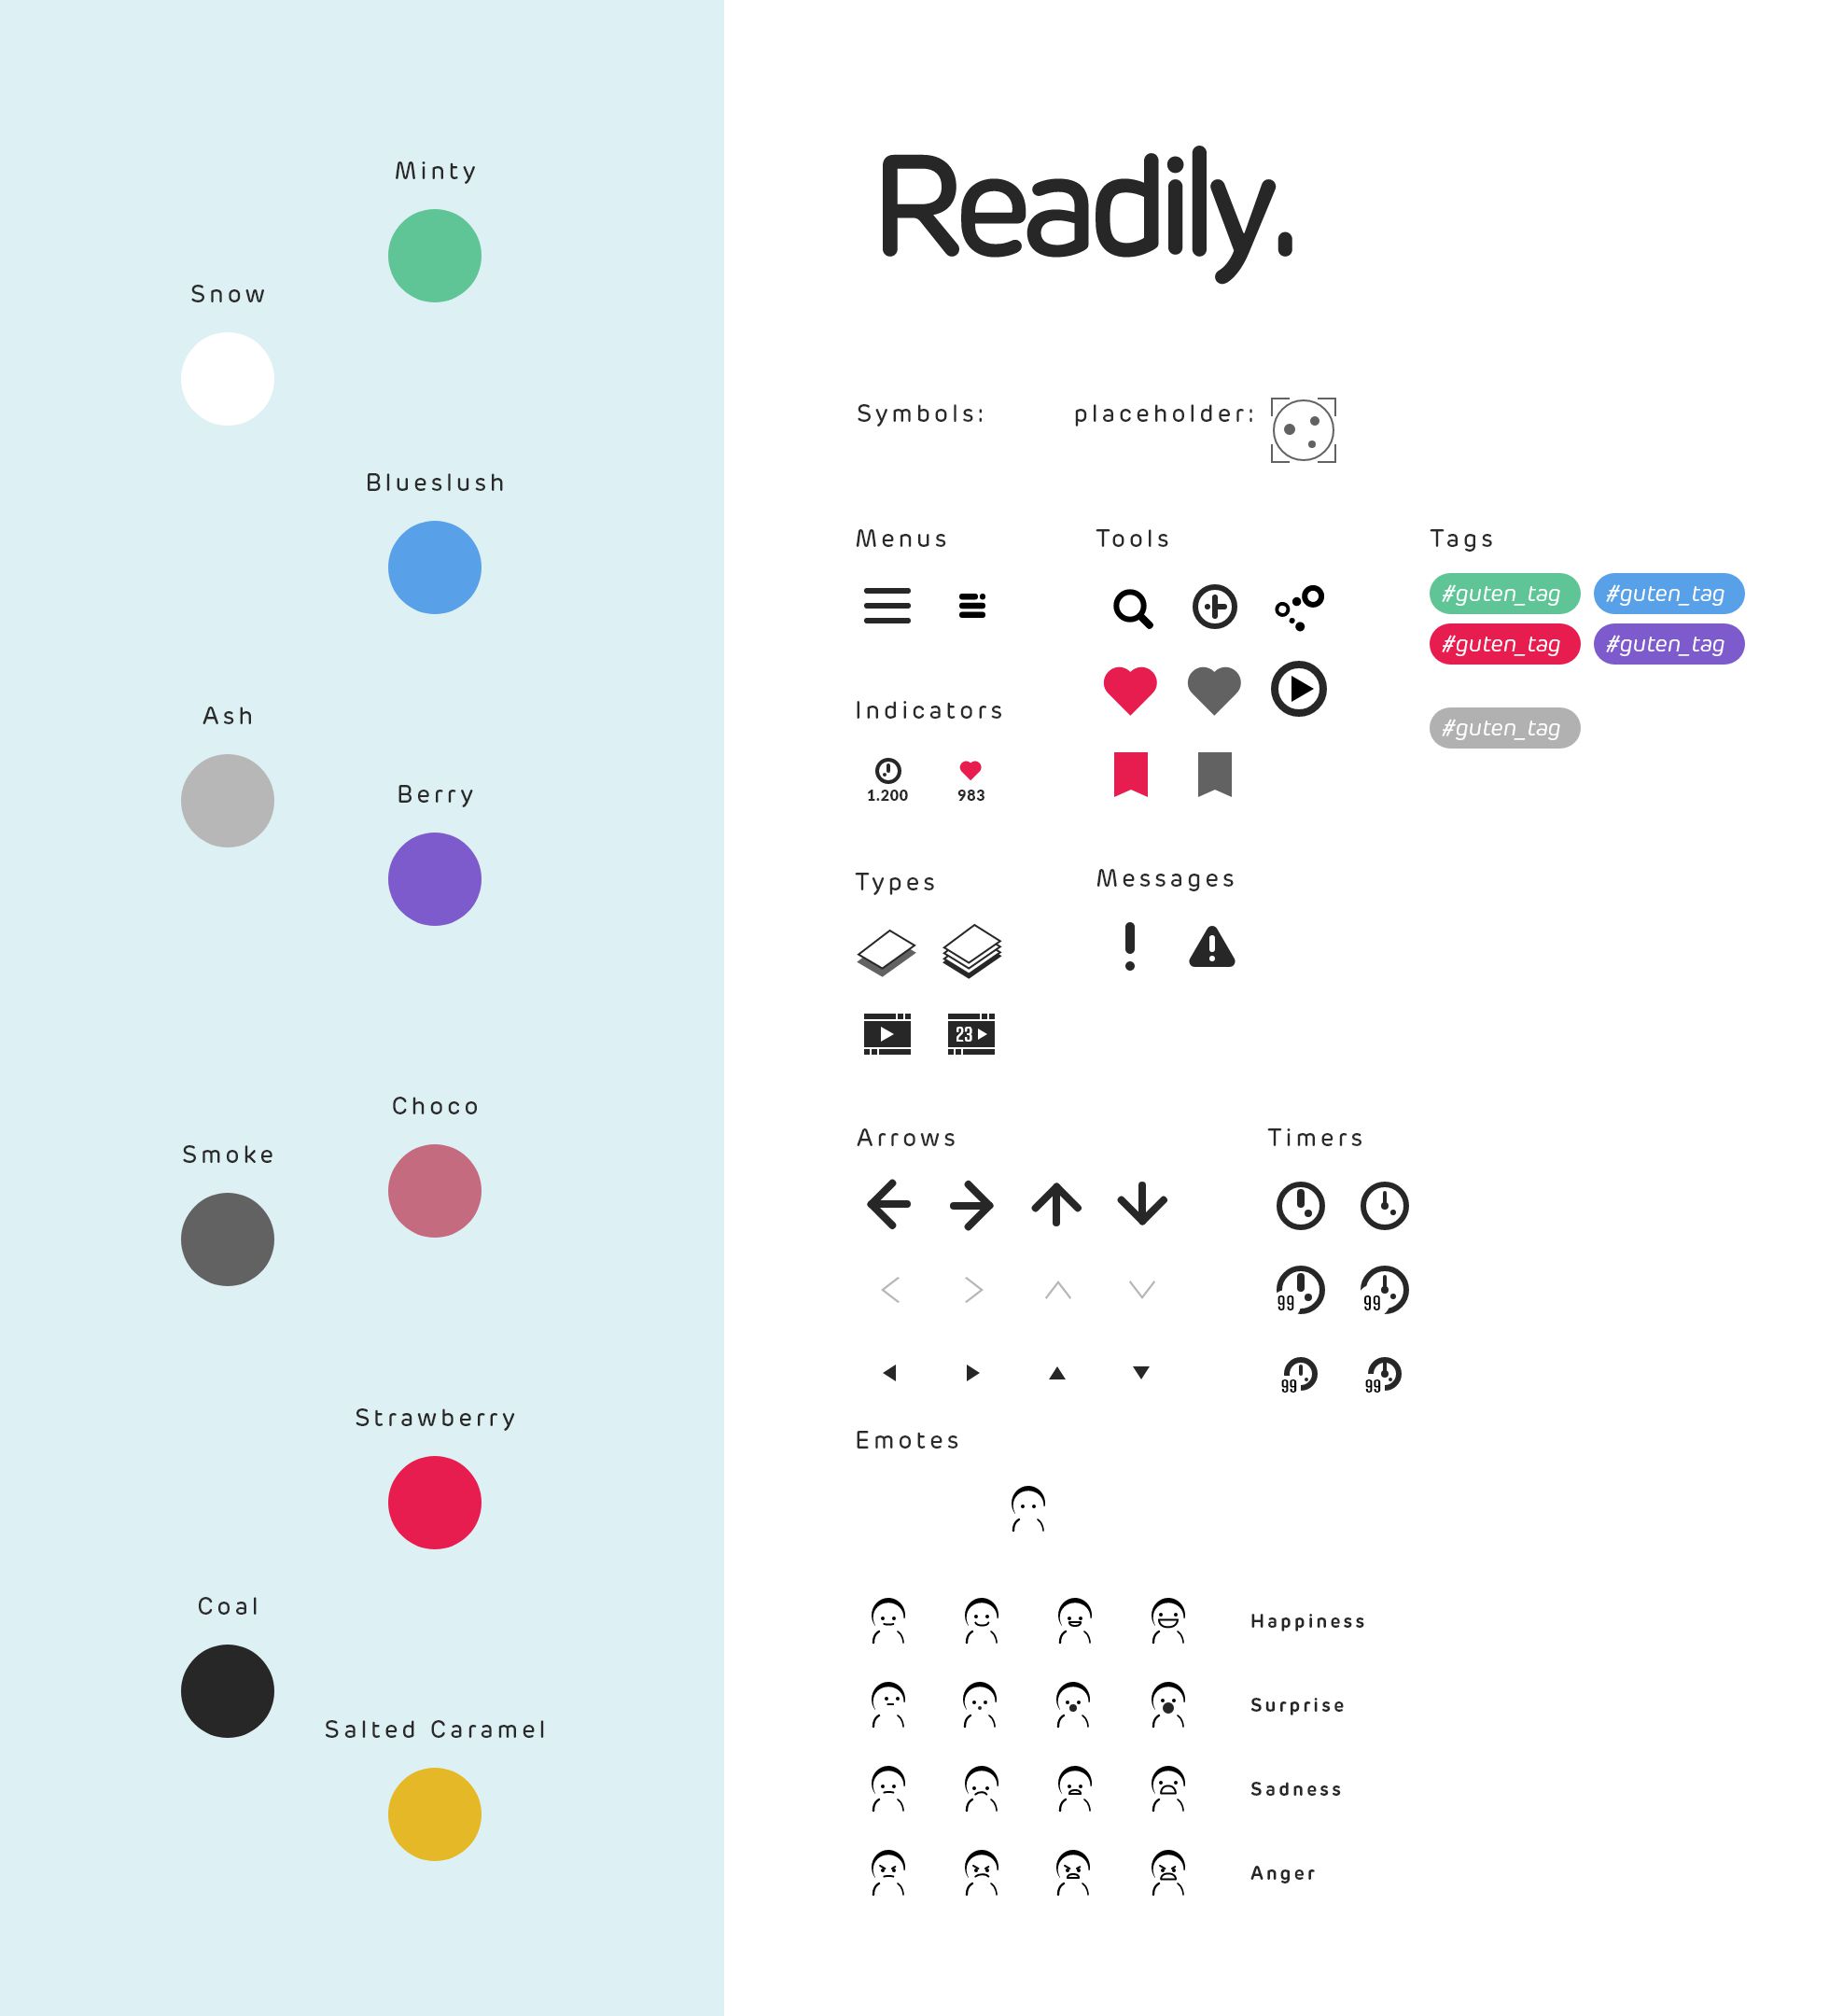 Minty
Snow
Blueslush
Ash
Berry
Choco
Smoke
Strawberry
Coal
Salted Caramel
Readily.
Symbols: placeholder:
Menus Tools Tags
#guten_tag #guten_tag
#guten_tag #guten_tag
Indicators
#guten_tag
1.200 983
Types Messages
23
Arrows Timers
99 99
99 99
Emotes
Happiness
Surprise
Sadness
Anger